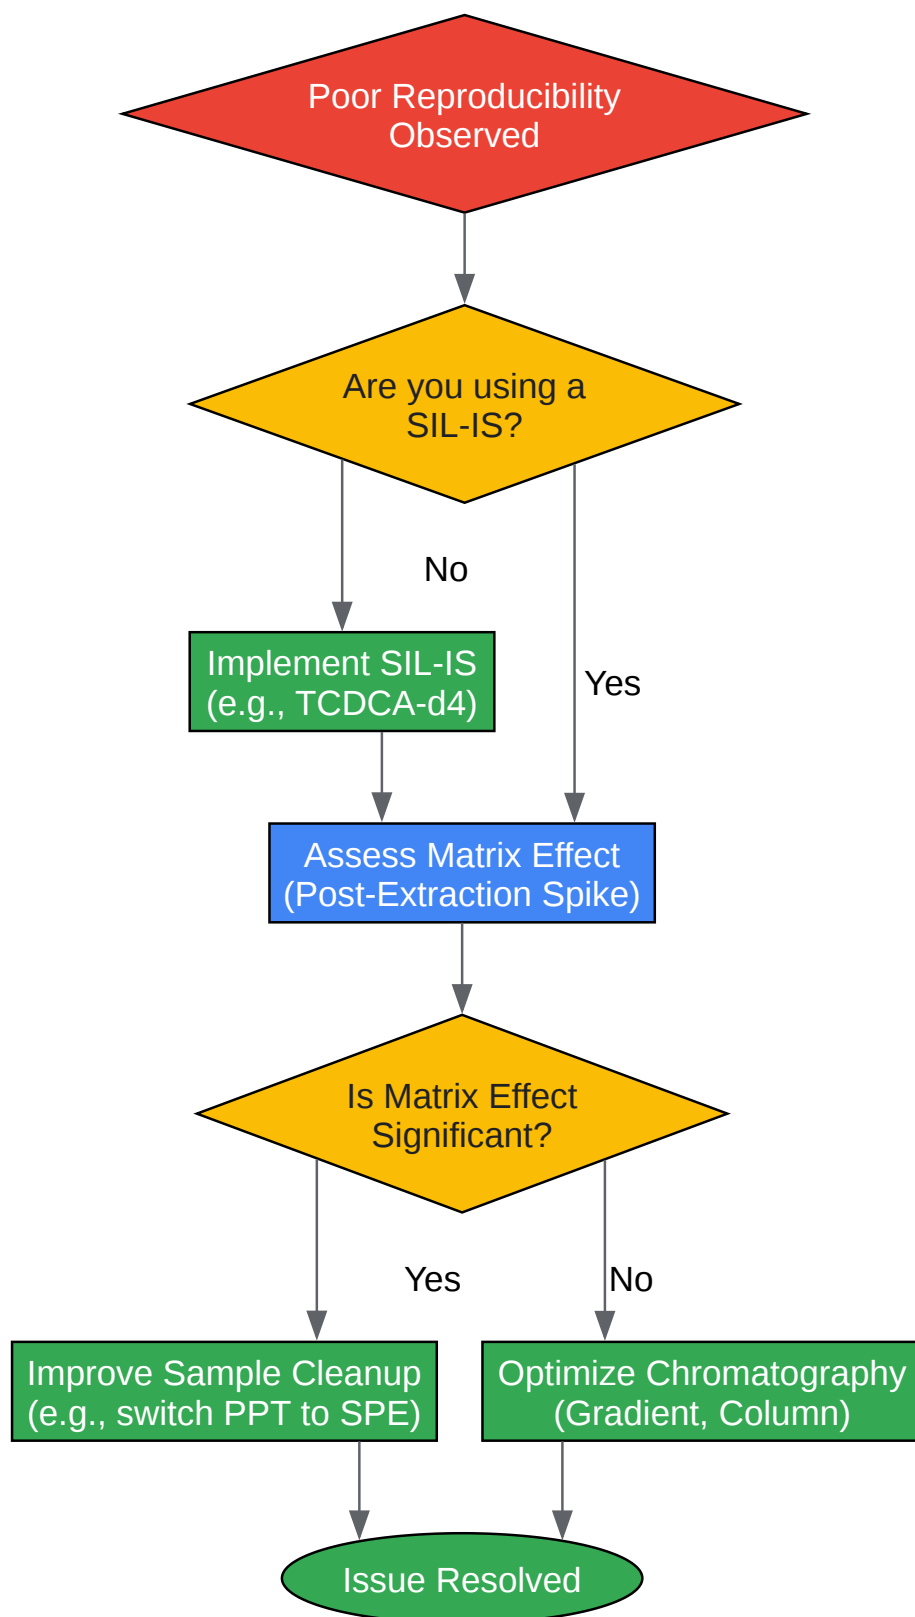 Poor Reproducibility
Observed
Are you using a
SIL-IS?
No
Implement SIL-IS
(e.g., TCDCA-d4)
Yes
Assess Matrix Effect
(Post-Extraction Spike)
Is Matrix Effect
Significant?
Yes
No
Improve Sample Cleanup
(e.g., switch PPT to SPE)
Optimize Chromatography
(Gradient, Column)
Issue Resolved